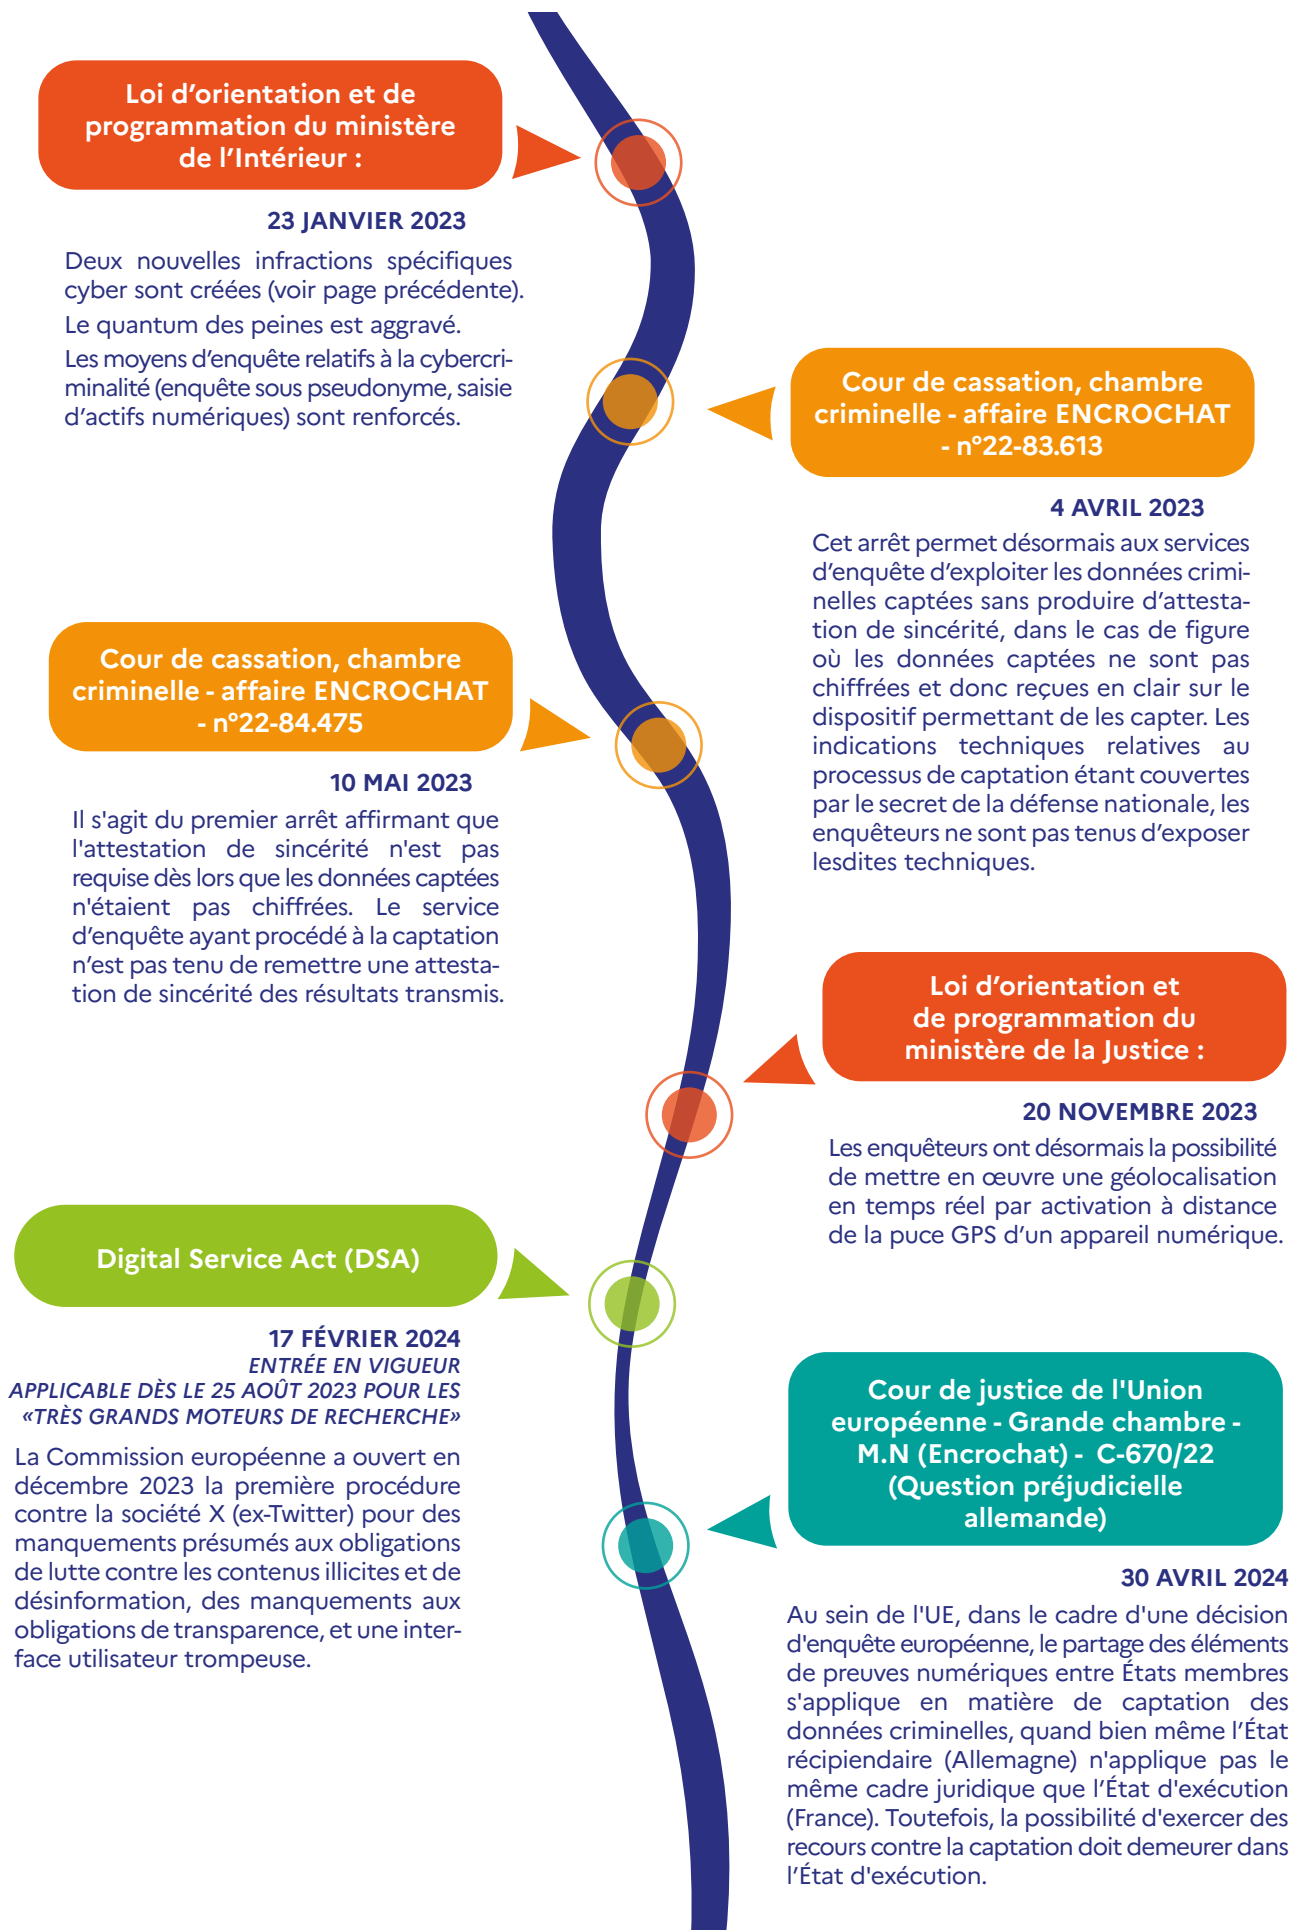 Loi d’orientation et de
programmation du ministère
de l’Intérieur :
23 JANVIER 2023
Deux nouvelles infractions spécifiques
cyber sont créées (voir page précédente).
Le quantum des peines est aggravé.
Les moyens d’enquête relatifs à la cybercri-
minalité (enquête sous pseudonyme, saisie
d’actifs numériques) sont renforcés.
Cour de cassation, chambre
criminelle - affaire ENCROCHAT
- n°22-83.613
4 AVRIL 2023
Cet arrêt permet désormais aux services
d’enquête d’exploiter les données crimi-
nelles captées sans produire d’attesta-
tion de sincérité, dans le cas de figure
où les données captées ne sont pas
chiffrées et donc reçues en clair sur le
dispositif permettant de les capter. Les
indications techniques relatives au
processus de captation étant couvertes
par le secret de la défense nationale, les
enquêteurs ne sont pas tenus d’exposer
lesdites techniques.
Cour de cassation, chambre
criminelle - affaire ENCROCHAT
- n°22-84.475
10 MAI 2023
Il s'agit du premier arrêt affirmant que
l'attestation de sincérité n'est pas
requise dès lors que les données captées
n'étaient pas chiffrées. Le service
d’enquête ayant procédé à la captation
n’est pas tenu de remettre une attesta-
tion de sincérité des résultats transmis.
Loi d’orientation et
de programmation du
ministère de la Justice :
20 NOVEMBRE 2023
Les enquêteurs ont désormais la possibilité
de mettre en œuvre une géolocalisation
en temps réel par activation à distance
de la puce GPS d’un appareil numérique.
Digital Service Act (DSA)
17 FÉVRIER 2024
ENTRÉE EN VIGUEUR
APPLICABLE DÈS LE 25 AOÛT 2023 POUR LES
«TRÈS GRANDS MOTEURS DE RECHERCHE»
La Commission européenne a ouvert en
décembre 2023 la première procédure
contre la société X (ex-Twitter) pour des
manquements présumés aux obligations
de lutte contre les contenus illicites et de
désinformation, des manquements aux
obligations de transparence, et une inter-
face utilisateur trompeuse.
Cour de justice de l'Union
européenne - Grande chambre -
M.N (Encrochat) - C-670/22
(Question préjudicielle
allemande)
30 AVRIL 2024
Au sein de l'UE, dans le cadre d'une décision
d'enquête européenne, le partage des éléments
de preuves numériques entre États membres
s'applique en matière de captation des
données criminelles, quand bien même l’État
récipiendaire (Allemagne) n'applique pas le
même cadre juridique que l’État d'exécution
(France). Toutefois, la possibilité d'exercer des
recours contre la captation doit demeurer dans
l’État d'exécution.